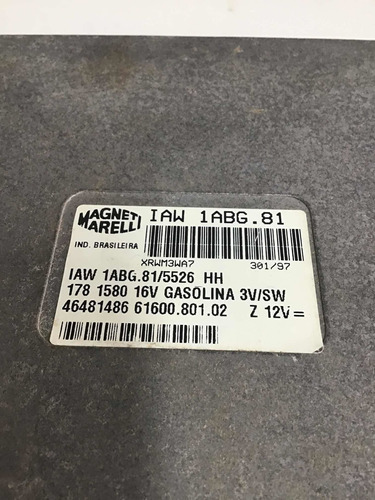 MAGNETI MARELLI
IAW 1ABG.81
IND. BRASILEIRA
XRWM3WA7 301/97
IAW 1ABG.81/5526 HH
178 1580 16V GASOLINA 3V/SW
46481486 61600.801.02 Z 12V=